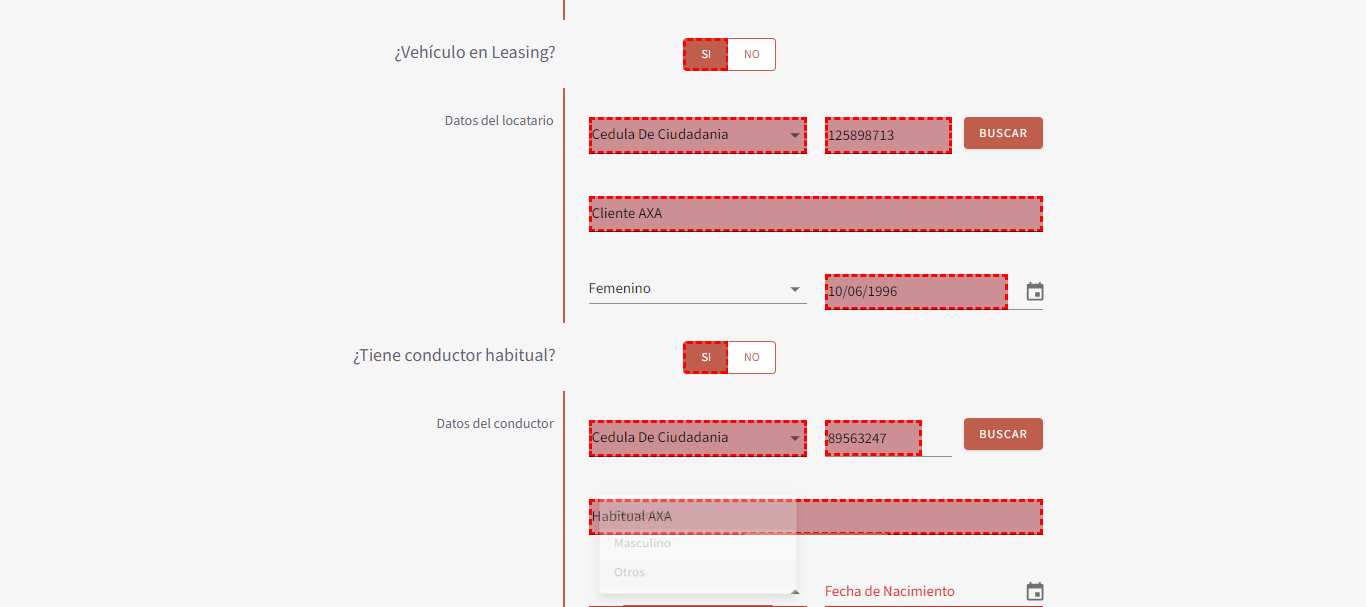 ¿Vehículo en Leasing?
SI NO
Datos del locatario
Cedula De Ciudadania
125898713
BUSCAR
Cliente AXA
Femenino
10/06/1996
¿Tiene conductor habitual?
SI NO
Datos del conductor
Cedula De Ciudadania
89563247
BUSCAR
Habitual AXA
Masculino
Otros
Fecha de Nacimiento